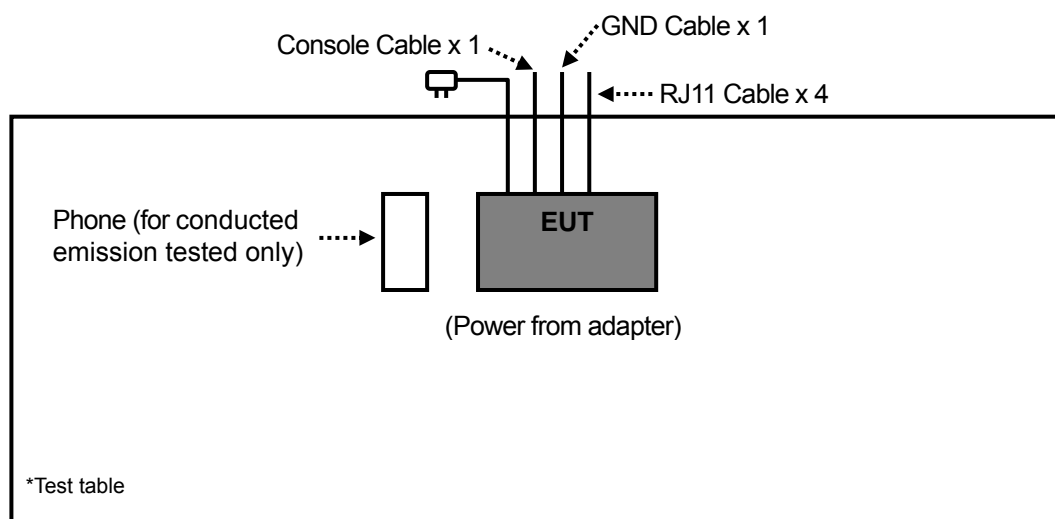 GND Cable x 1
Console Cable x 1
RJ11 Cable x 4
Phone (for conducted
emission tested only)
EUT
(Power from adapter)
*Test table